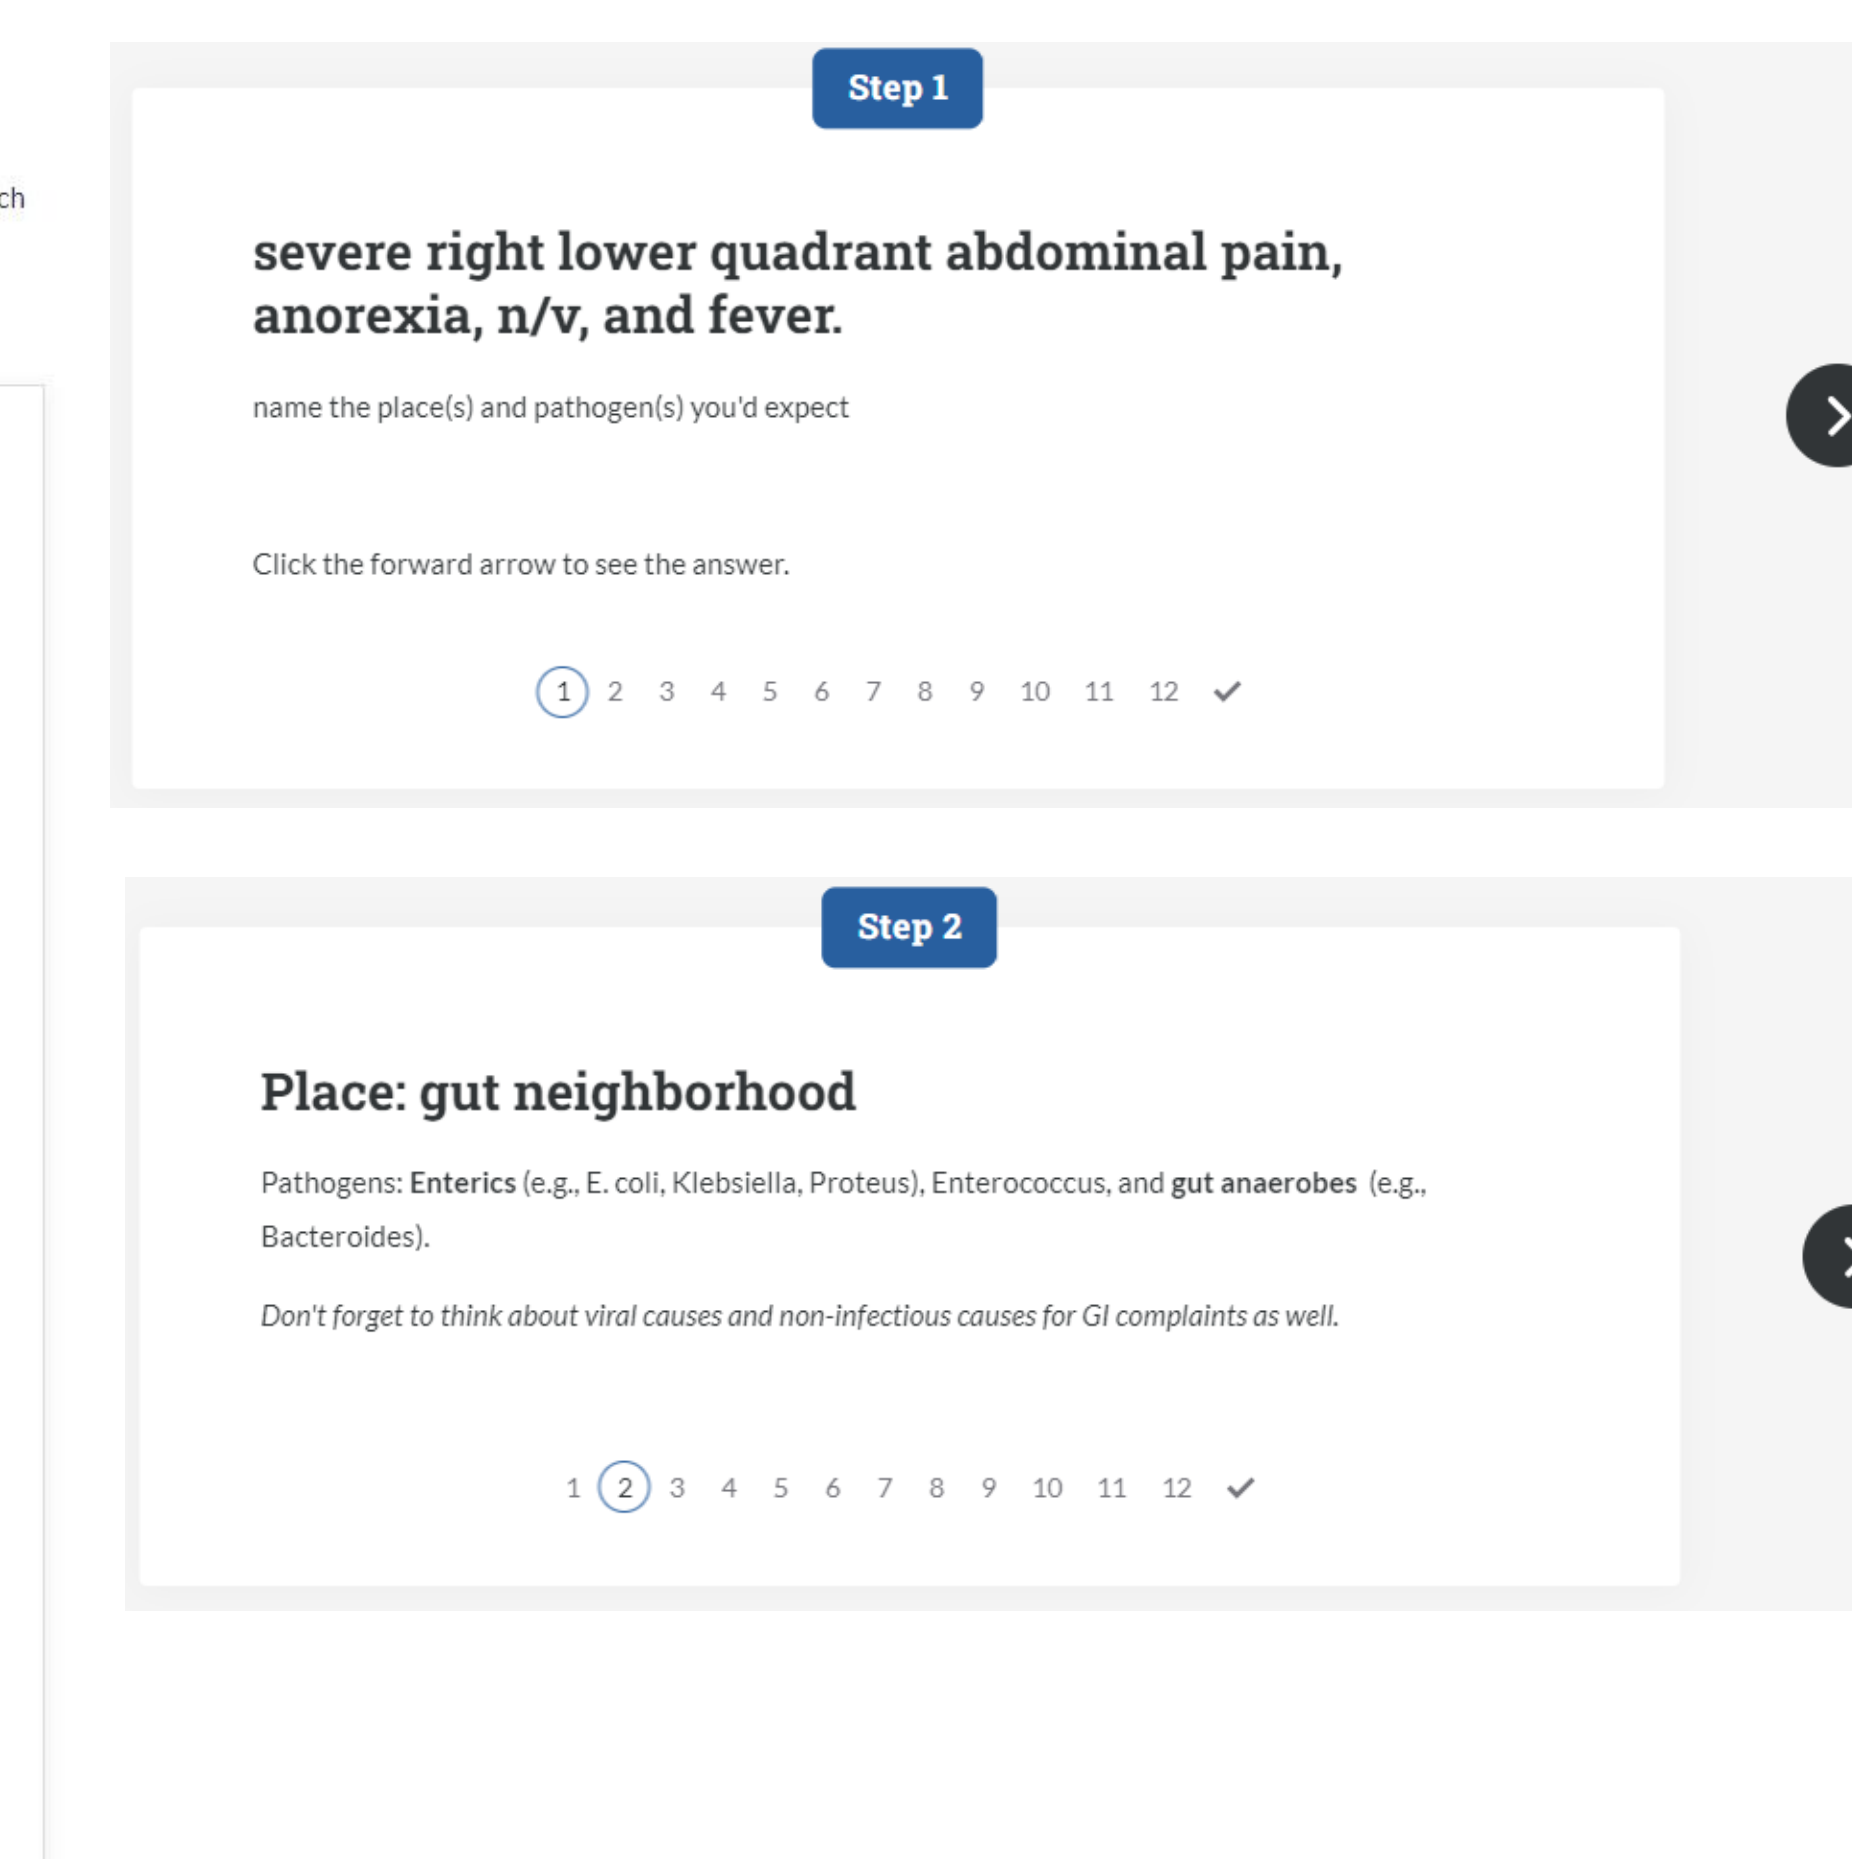 ch
Step 1
severe right lower quadrant abdominal pain,
anorexia, n/v, and fever.
name the place(s) and pathogen(s) you'd expect
Click the forward arrow to see the answer.
1 2 3 4 5 6 7 8 9 10 11 12
Step 2
Place: gut neighborhood
Pathogens: Enterics (e.g., E. coli, Klebsiella, Proteus), Enterococcus, and gut anaerobes (e.g.,
Bacteroides).
Don't forget to think about viral causes and non-infectious causes for GI complaints as well.
1 2 3 4 5 6 7 8 9 10 11 12